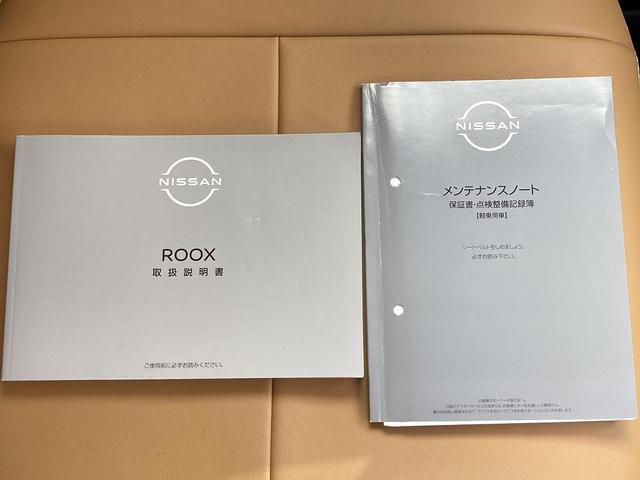 NISSAN
ROOX
取扱説明書
ご使用前に必ずお読みください。
NISSAN
メンテナンスノート
保証書・点検整備記録簿
【軽乗用車】
シートベルトをしめましょう。
必ずお読み下さい。